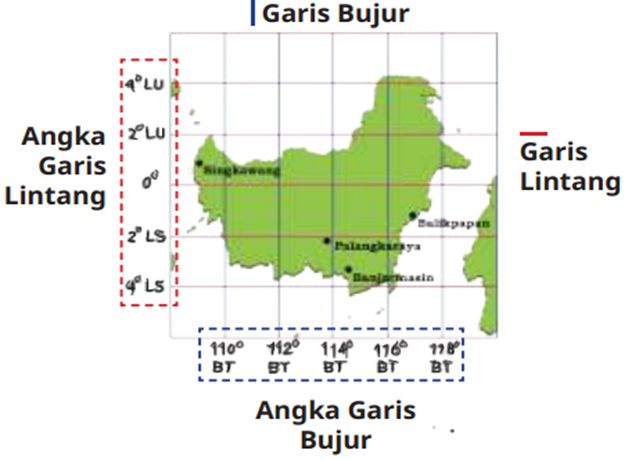 Garis Bujur
4° LU
2° LU
0°
2° LS
4° LS
Angka
Garis
Lintang
Garis
Lintang
Singkawang
Balikpapan
Palangkaraya
Banjarmasin
110° 112° 114° 116° 118°
BT BT BT BT BT
Angka Garis
Bujur